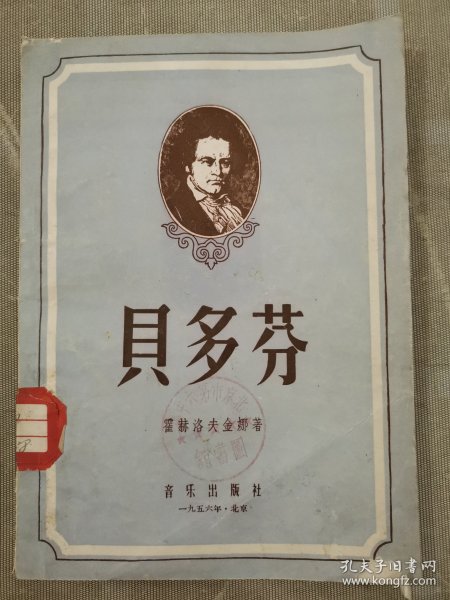 貝多芬
霍赫洛夫金娜著
音乐出版社
一九五六年·北京
孔夫子旧书网
www.kongfz.com